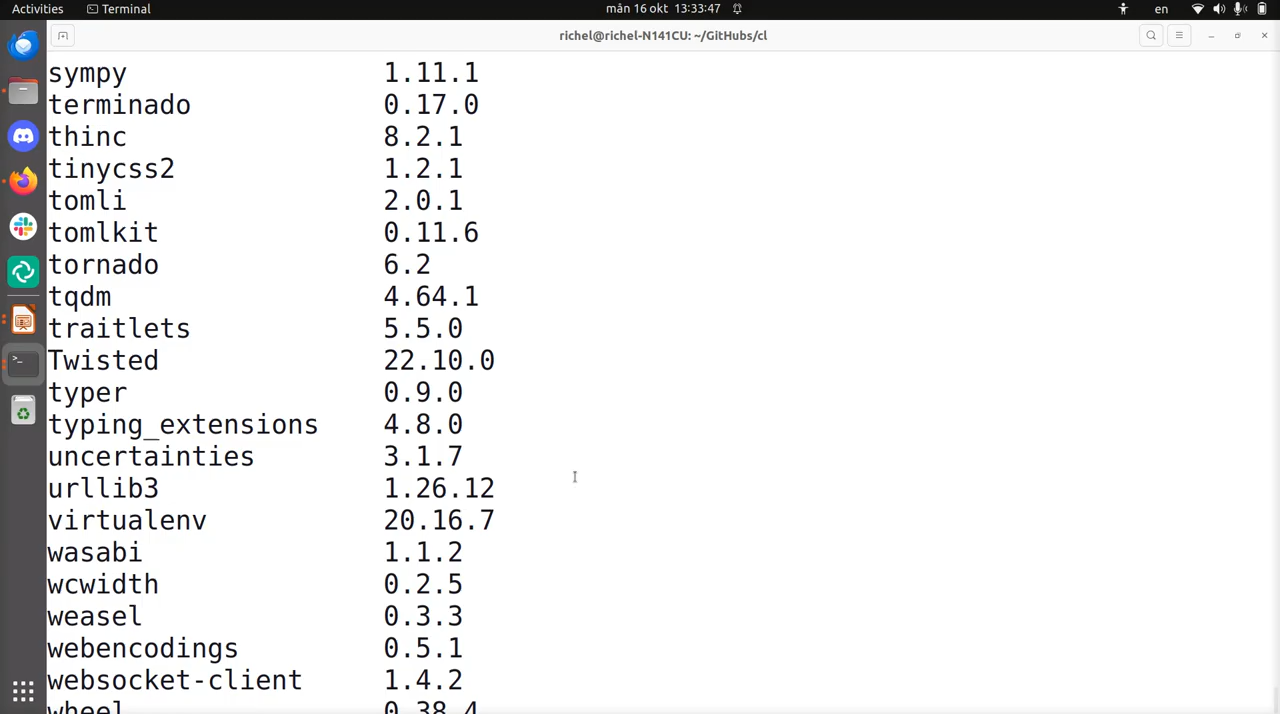 Activities Terminal mån 16 okt 13:33:47 en
richel@richel-N141CU: ~/GitHubs/cl
sympy 1.11.1
terminado 0.17.0
thinc 8.2.1
tinycss2 1.2.1
tomli 2.0.1
tomlkit 0.11.6
tornado 6.2
tqdm 4.64.1
traitlets 5.5.0
Twisted 22.10.0
typer 0.9.0
typing_extensions 4.8.0
uncertainties 3.1.7
urllib3 1.26.12
virtualenv 20.16.7
wasabi 1.1.2
wcwidth 0.2.5
weasel 0.3.3
webencodings 0.5.1
websocket-client 1.4.2
wheel 0.38.4